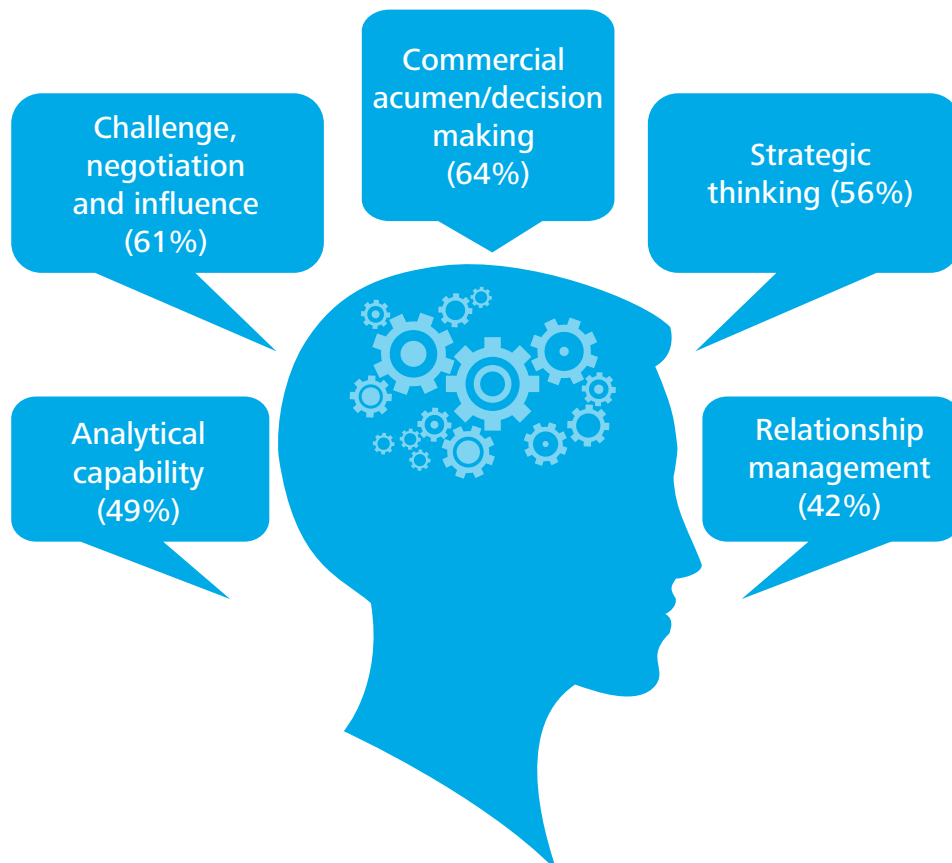 Commercial
acumen/decision
making
(64%)
Challenge,
negotiation
and influence
(61%)
Strategic
thinking (56%)
Analytical
capability
(49%)
Relationship
management
(42%)